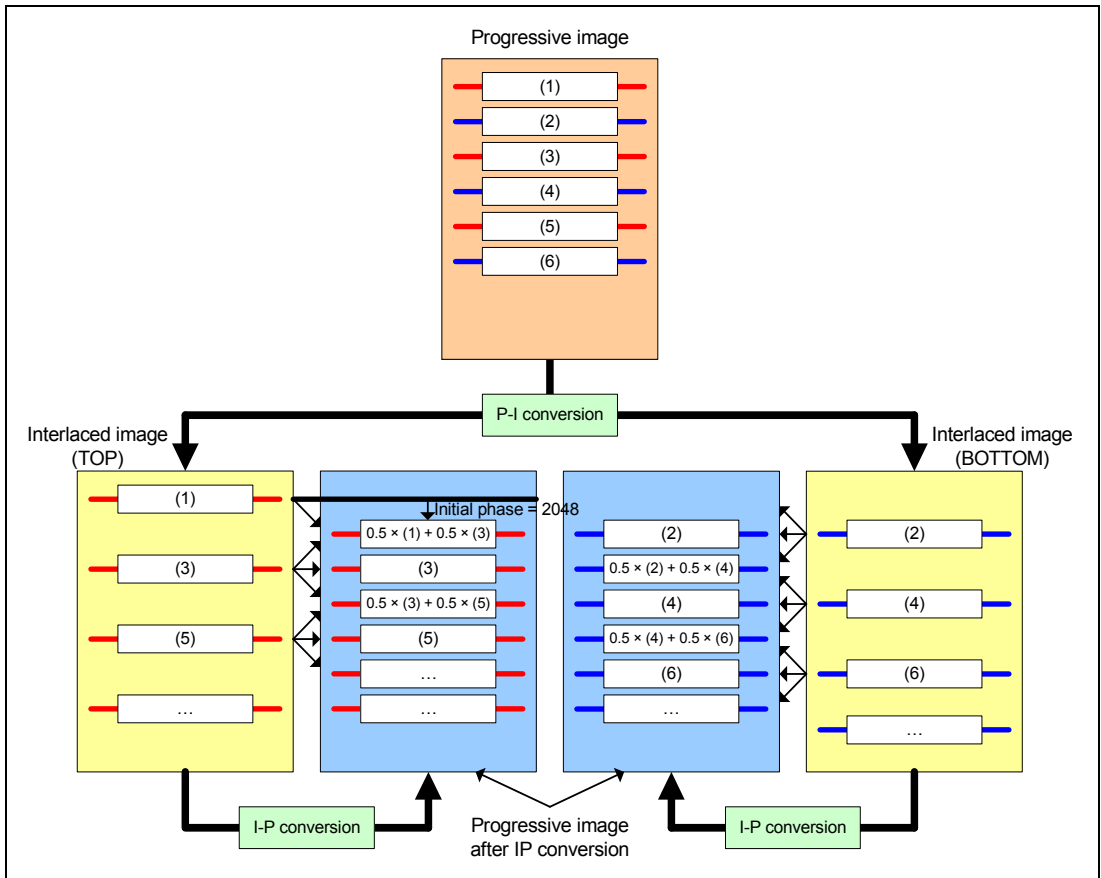 Progressive image
(1)
(2)
(3)
(4)
(5)
(6)
P-I conversion
Interlaced image
(TOP)
(1)
(3)
(5)
…
Initial phase = 2048
0.5 × (1) + 0.5 × (3)
(3)
0.5 × (3) + 0.5 × (5)
(5)
…
…
(2)
0.5 × (2) + 0.5 × (4)
(4)
0.5 × (4) + 0.5 × (6)
(6)
…
Interlaced image
(BOTTOM)
(2)
(4)
(6)
…
I-P conversion
Progressive image
after IP conversion
I-P conversion